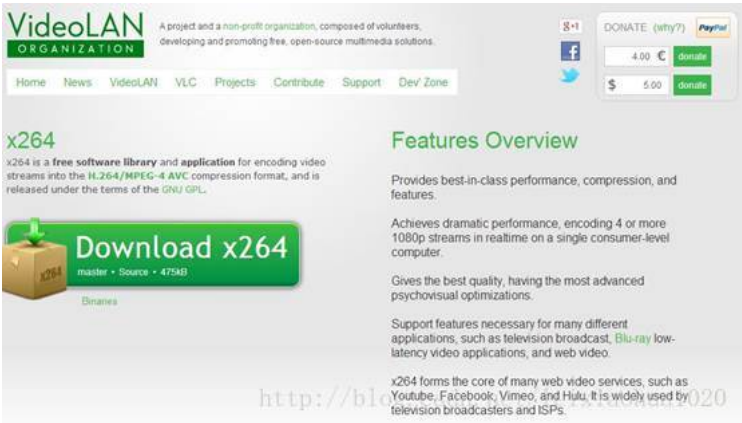 VideoLAN
ORGANIZATION
A project and a non-profit organization, composed of volunteers,
developing and promoting free, open-source multimedia solutions.
g+1
DONATE (why?) PayPal
4.00 € donate
$ 5.00 donate
Home News VideoLAN VLC Projects Contribute Support Dev' Zone
x264
x264 is a free software library and application for encoding video
streams into the H.264/MPEG-4 AVC compression format, and is
released under the terms of the GNU GPL.
x264
Download x264
master • Source • 475kB
Binaries
Features Overview
Provides best-in-class performance, compression, and
features.
Achieves dramatic performance, encoding 4 or more
1080p streams in realtime on a single consumer-level
computer.
Gives the best quality, having the most advanced
psychovisual optimizations.
Support features necessary for many different
applications, such as television broadcast, Blu-ray low-
latency video applications, and web video.
x264 forms the core of many web video services, such as
Youtube, Facebook, Vimeo, and Hulu. It is widely used by
television broadcasters and ISPs.